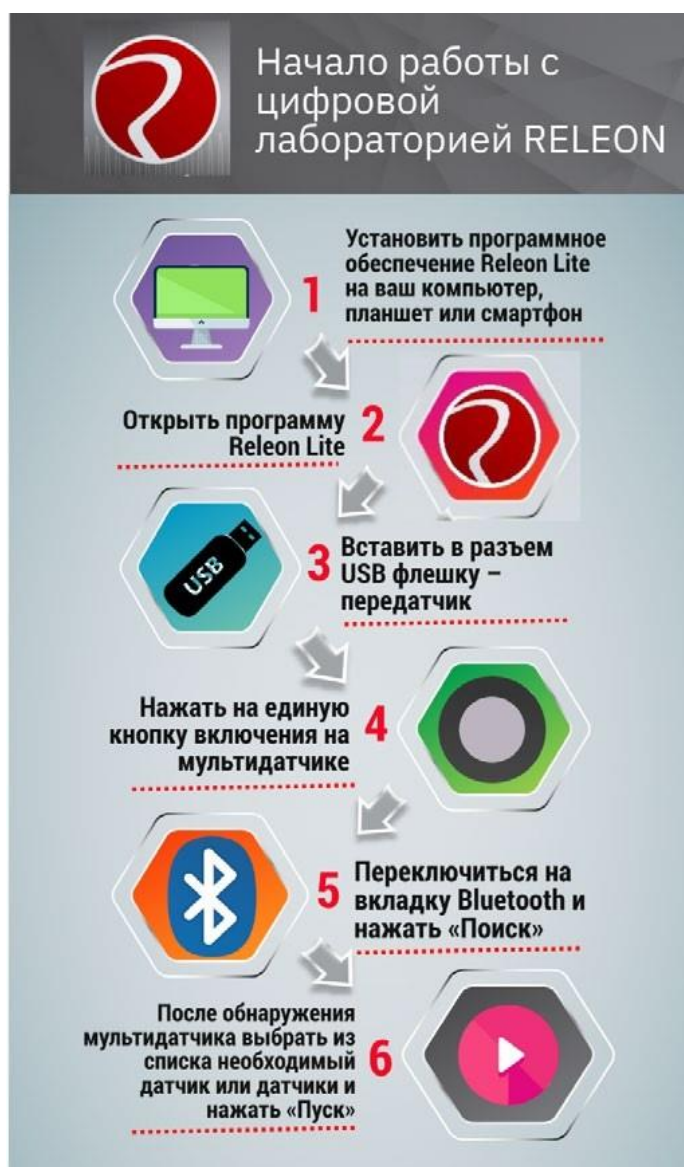 Начало работы с
цифровой
лабораторией RELEON
1
Установить программное
обеспечение Releon Lite
на ваш компьютер,
планшет или смартфон
Открыть программу
Releon Lite
2
USB
3
Вставить в разъем
USB флешку –
передатчик
Нажать на единую
кнопку включения на
мультидатчике
4
5
Переключиться на
вкладку Bluetooth и
нажать «Поиск»
После обнаружения
мультидатчика выбрать из
списка необходимый
датчик или датчики и
нажать «Пуск»
6